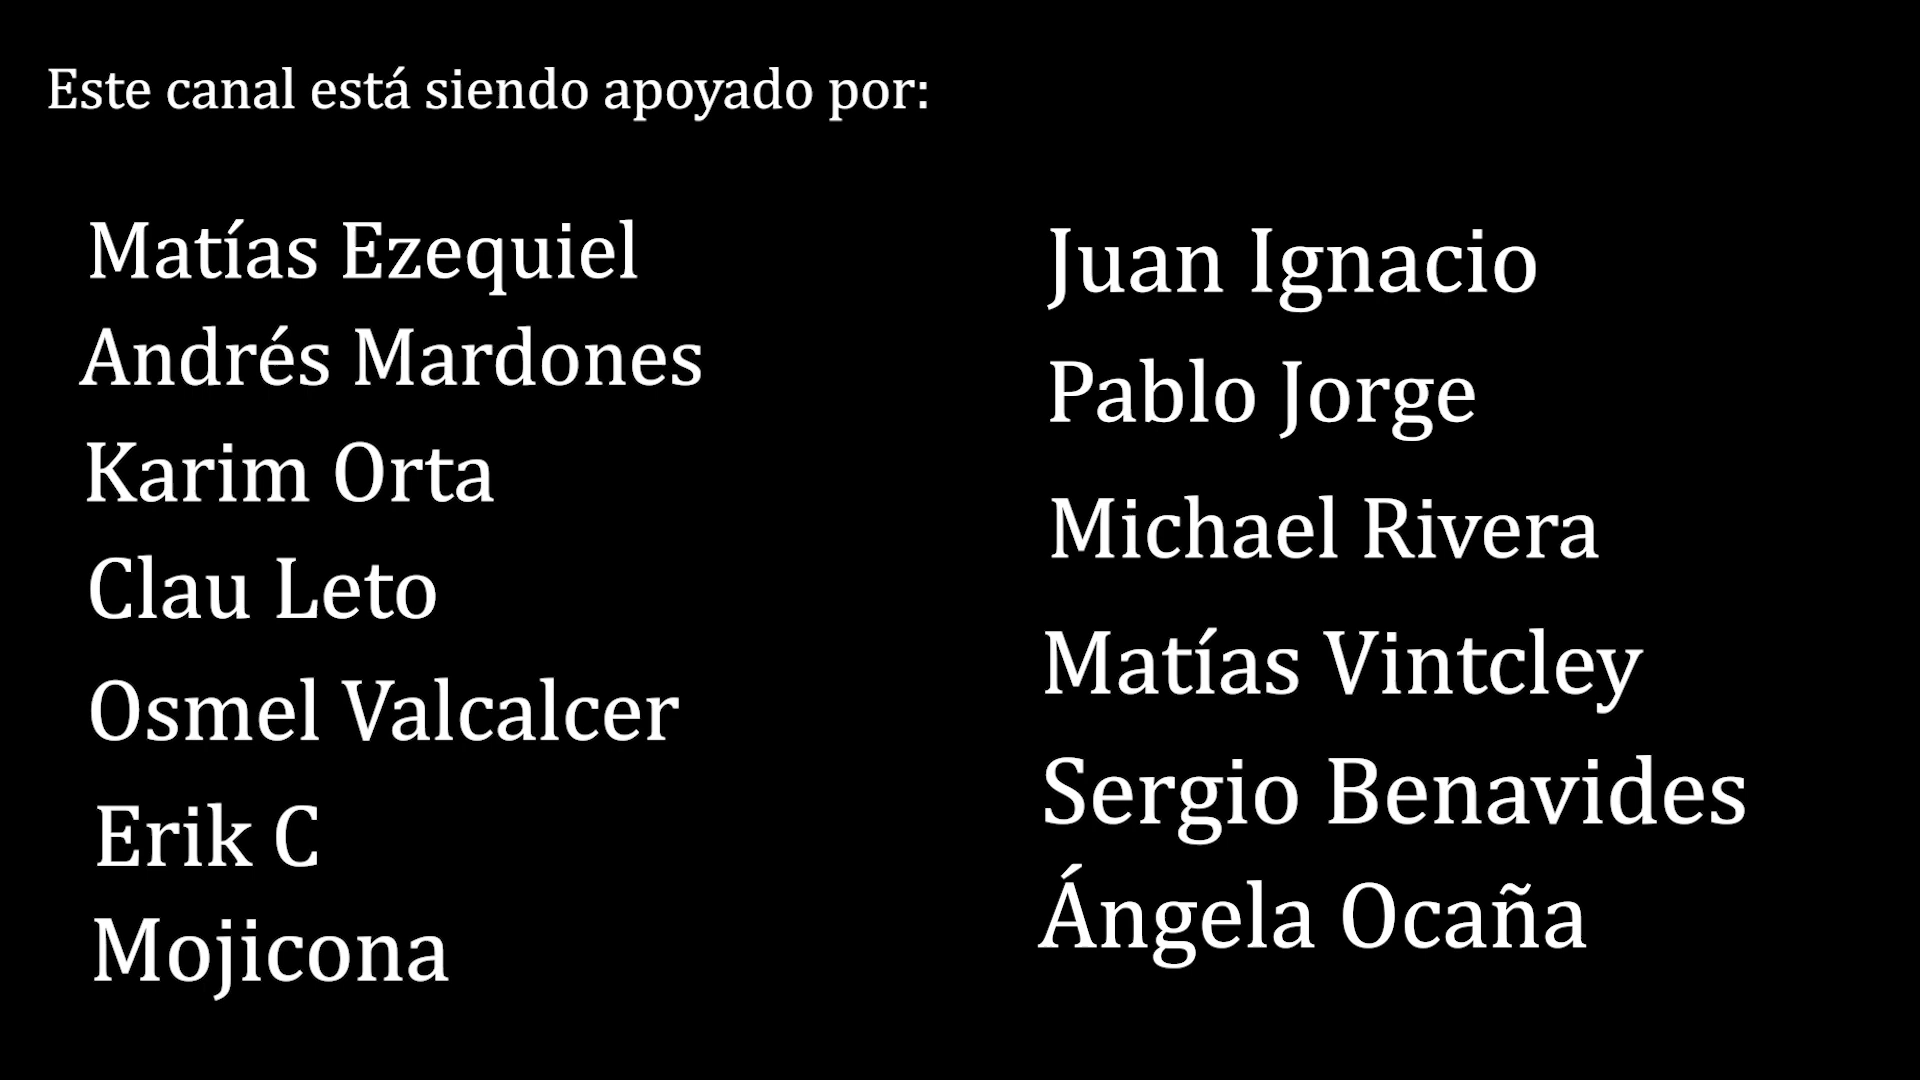 Este canal está siendo apoyado por:
Matías Ezequiel
Andrés Mardones
Karim Orta
Clau Leto
Osmel Valcalcer
Erik C
Mojicona
Juan Ignacio
Pablo Jorge
Michael Rivera
Matías Vintcley
Sergio Benavides
Ángela Ocaña